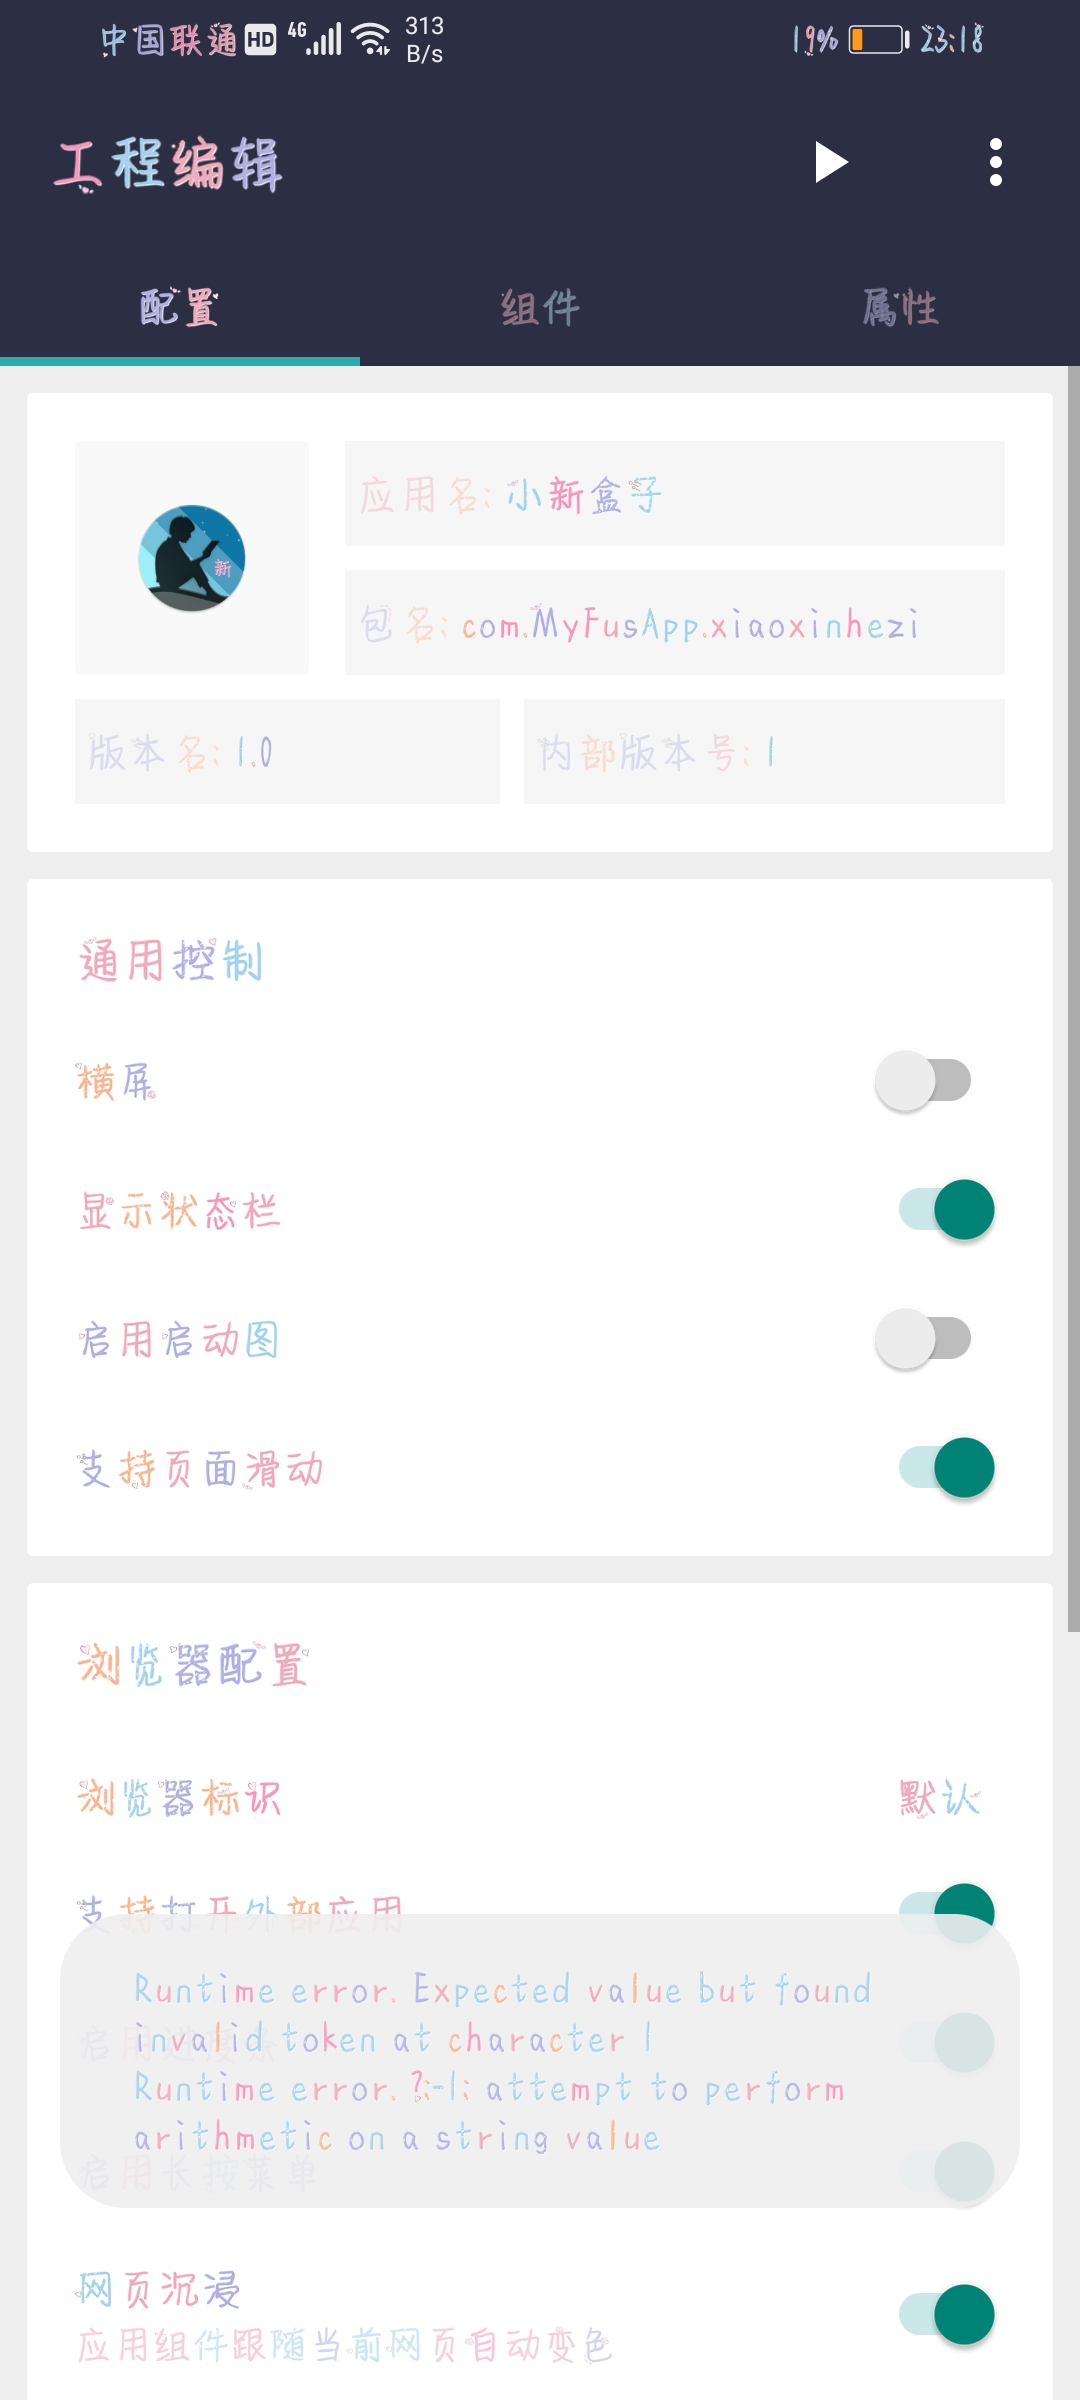 中国联通 HD 4G 313 B/s 19% 23:18
工程编辑
配置 组件 属性
新
应用名: 小新盒子
包名: com.MyFusApp.xiaoxinhezi
版本名: 1.0 内部版本号: 1
通用控制
横屏
显示状态栏
启用启动图
支持页面滑动
浏览器配置
浏览器标识 默认
支持打开外部应用
Runtime error. Expected value but found
invalid token at character 1
启用进度条
Runtime error. ?:-1: attempt to perform
arithmetic on a string value
启用长按菜单
网页沉浸
应用组件跟随当前网页自动变色